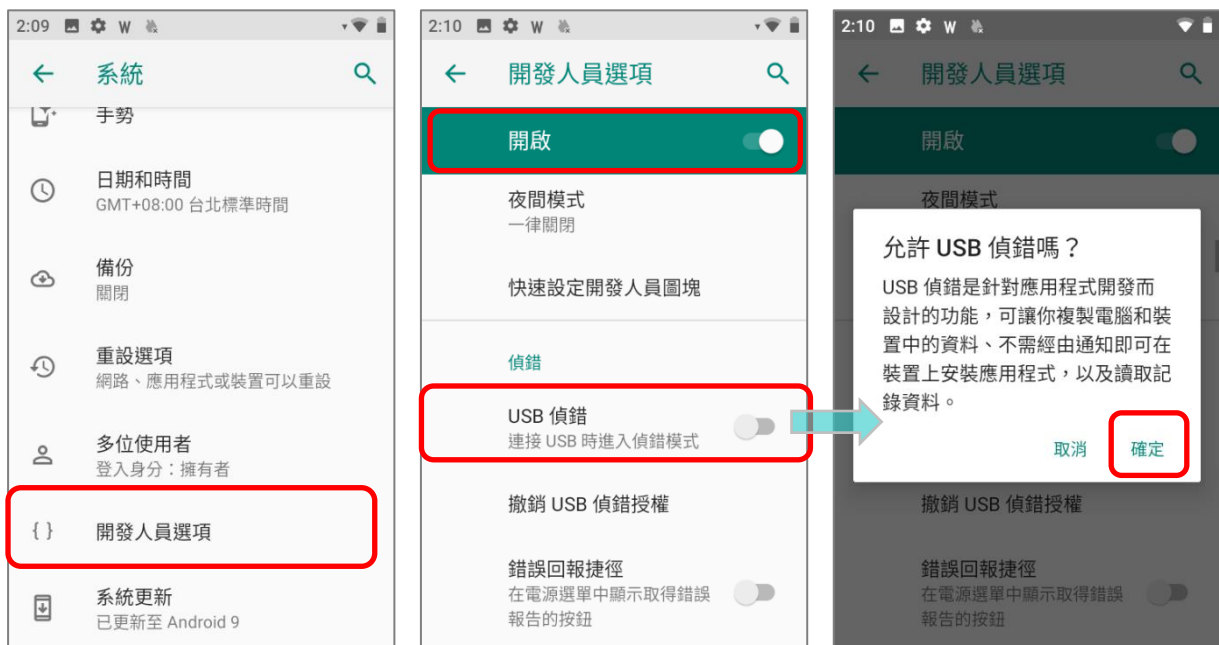 2:09 W
系統
手勢
日期和時間
GMT+08:00 台北標準時間
備份
關閉
重設選項
網路、應用程式或裝置可以重設
多位使用者
登入身分：擁有者
{ } 開發人員選項
系統更新
已更新至 Android 9
2:10 W
開發人員選項
開啟
夜間模式
一律關閉
快速設定開發人員圖塊
偵錯
USB 偵錯
連接 USB 時進入偵錯模式
撤銷 USB 偵錯授權
錯誤回報捷徑
在電源選單中顯示取得錯誤
報告的按鈕
2:10 W
開發人員選項
開啟
夜間模式
允許 USB 偵錯嗎？
USB 偵錯是針對應用程式開發而
設計的功能，可讓你複製電腦和裝
置中的資料、不需經由通知即可在
裝置上安裝應用程式，以及讀取記
錄資料。
取消 確定
撤銷 USB 偵錯授權
錯誤回報捷徑
在電源選單中顯示取得錯誤
報告的按鈕